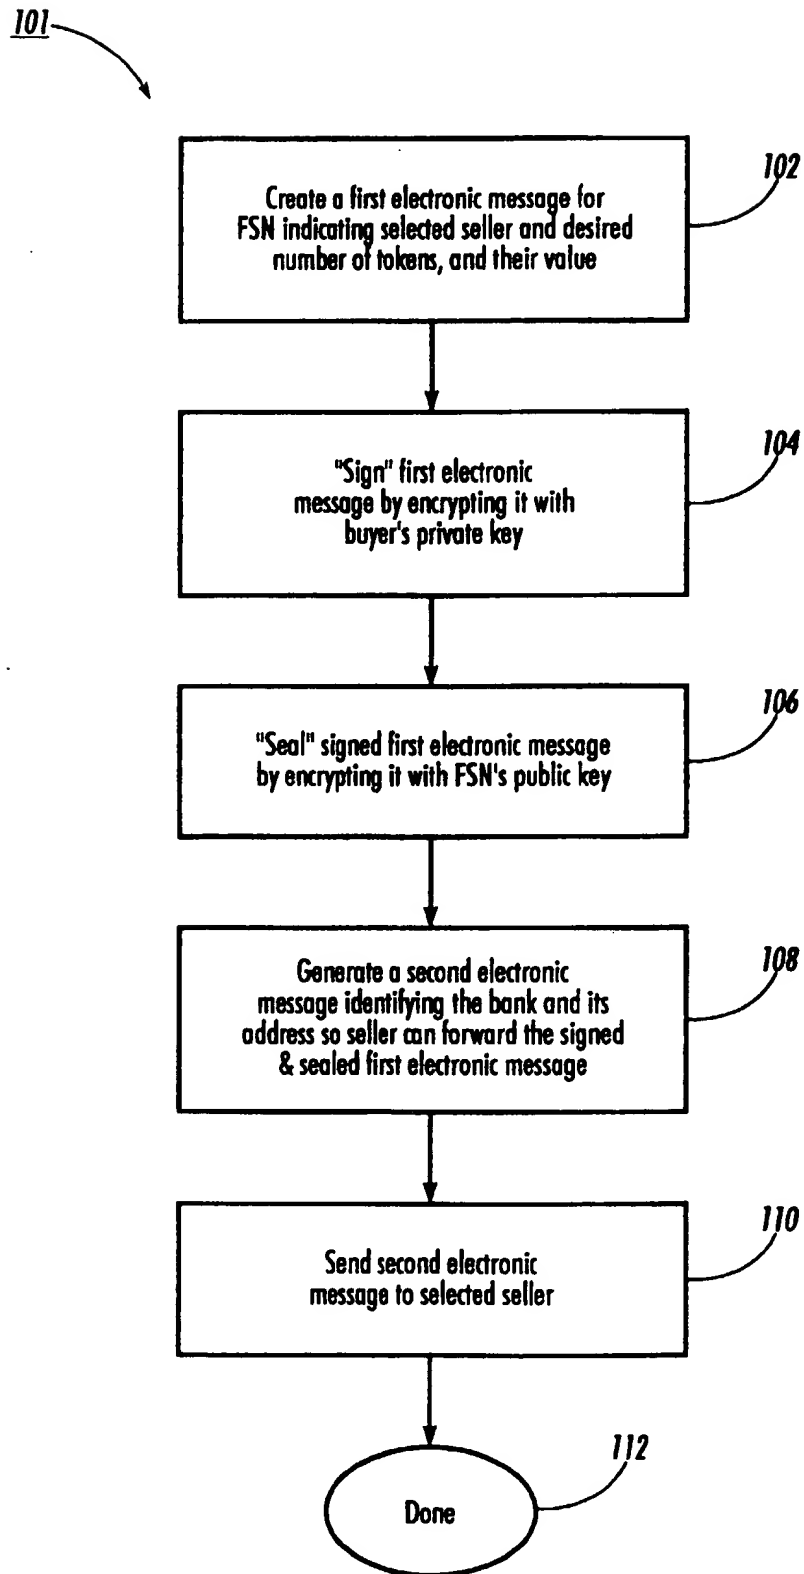 101
102
Create a first electronic message for
FSN indicating selected seller and desired
number of tokens, and their value
104
"Sign" first electronic
message by encrypting it with
buyer's private key
106
"Seal" signed first electronic message
by encrypting it with FSN's public key
108
Generate a second electronic
message identifying the bank and its
address so seller can forward the signed
& sealed first electronic message
110
Send second electronic
message to selected seller
112
Done